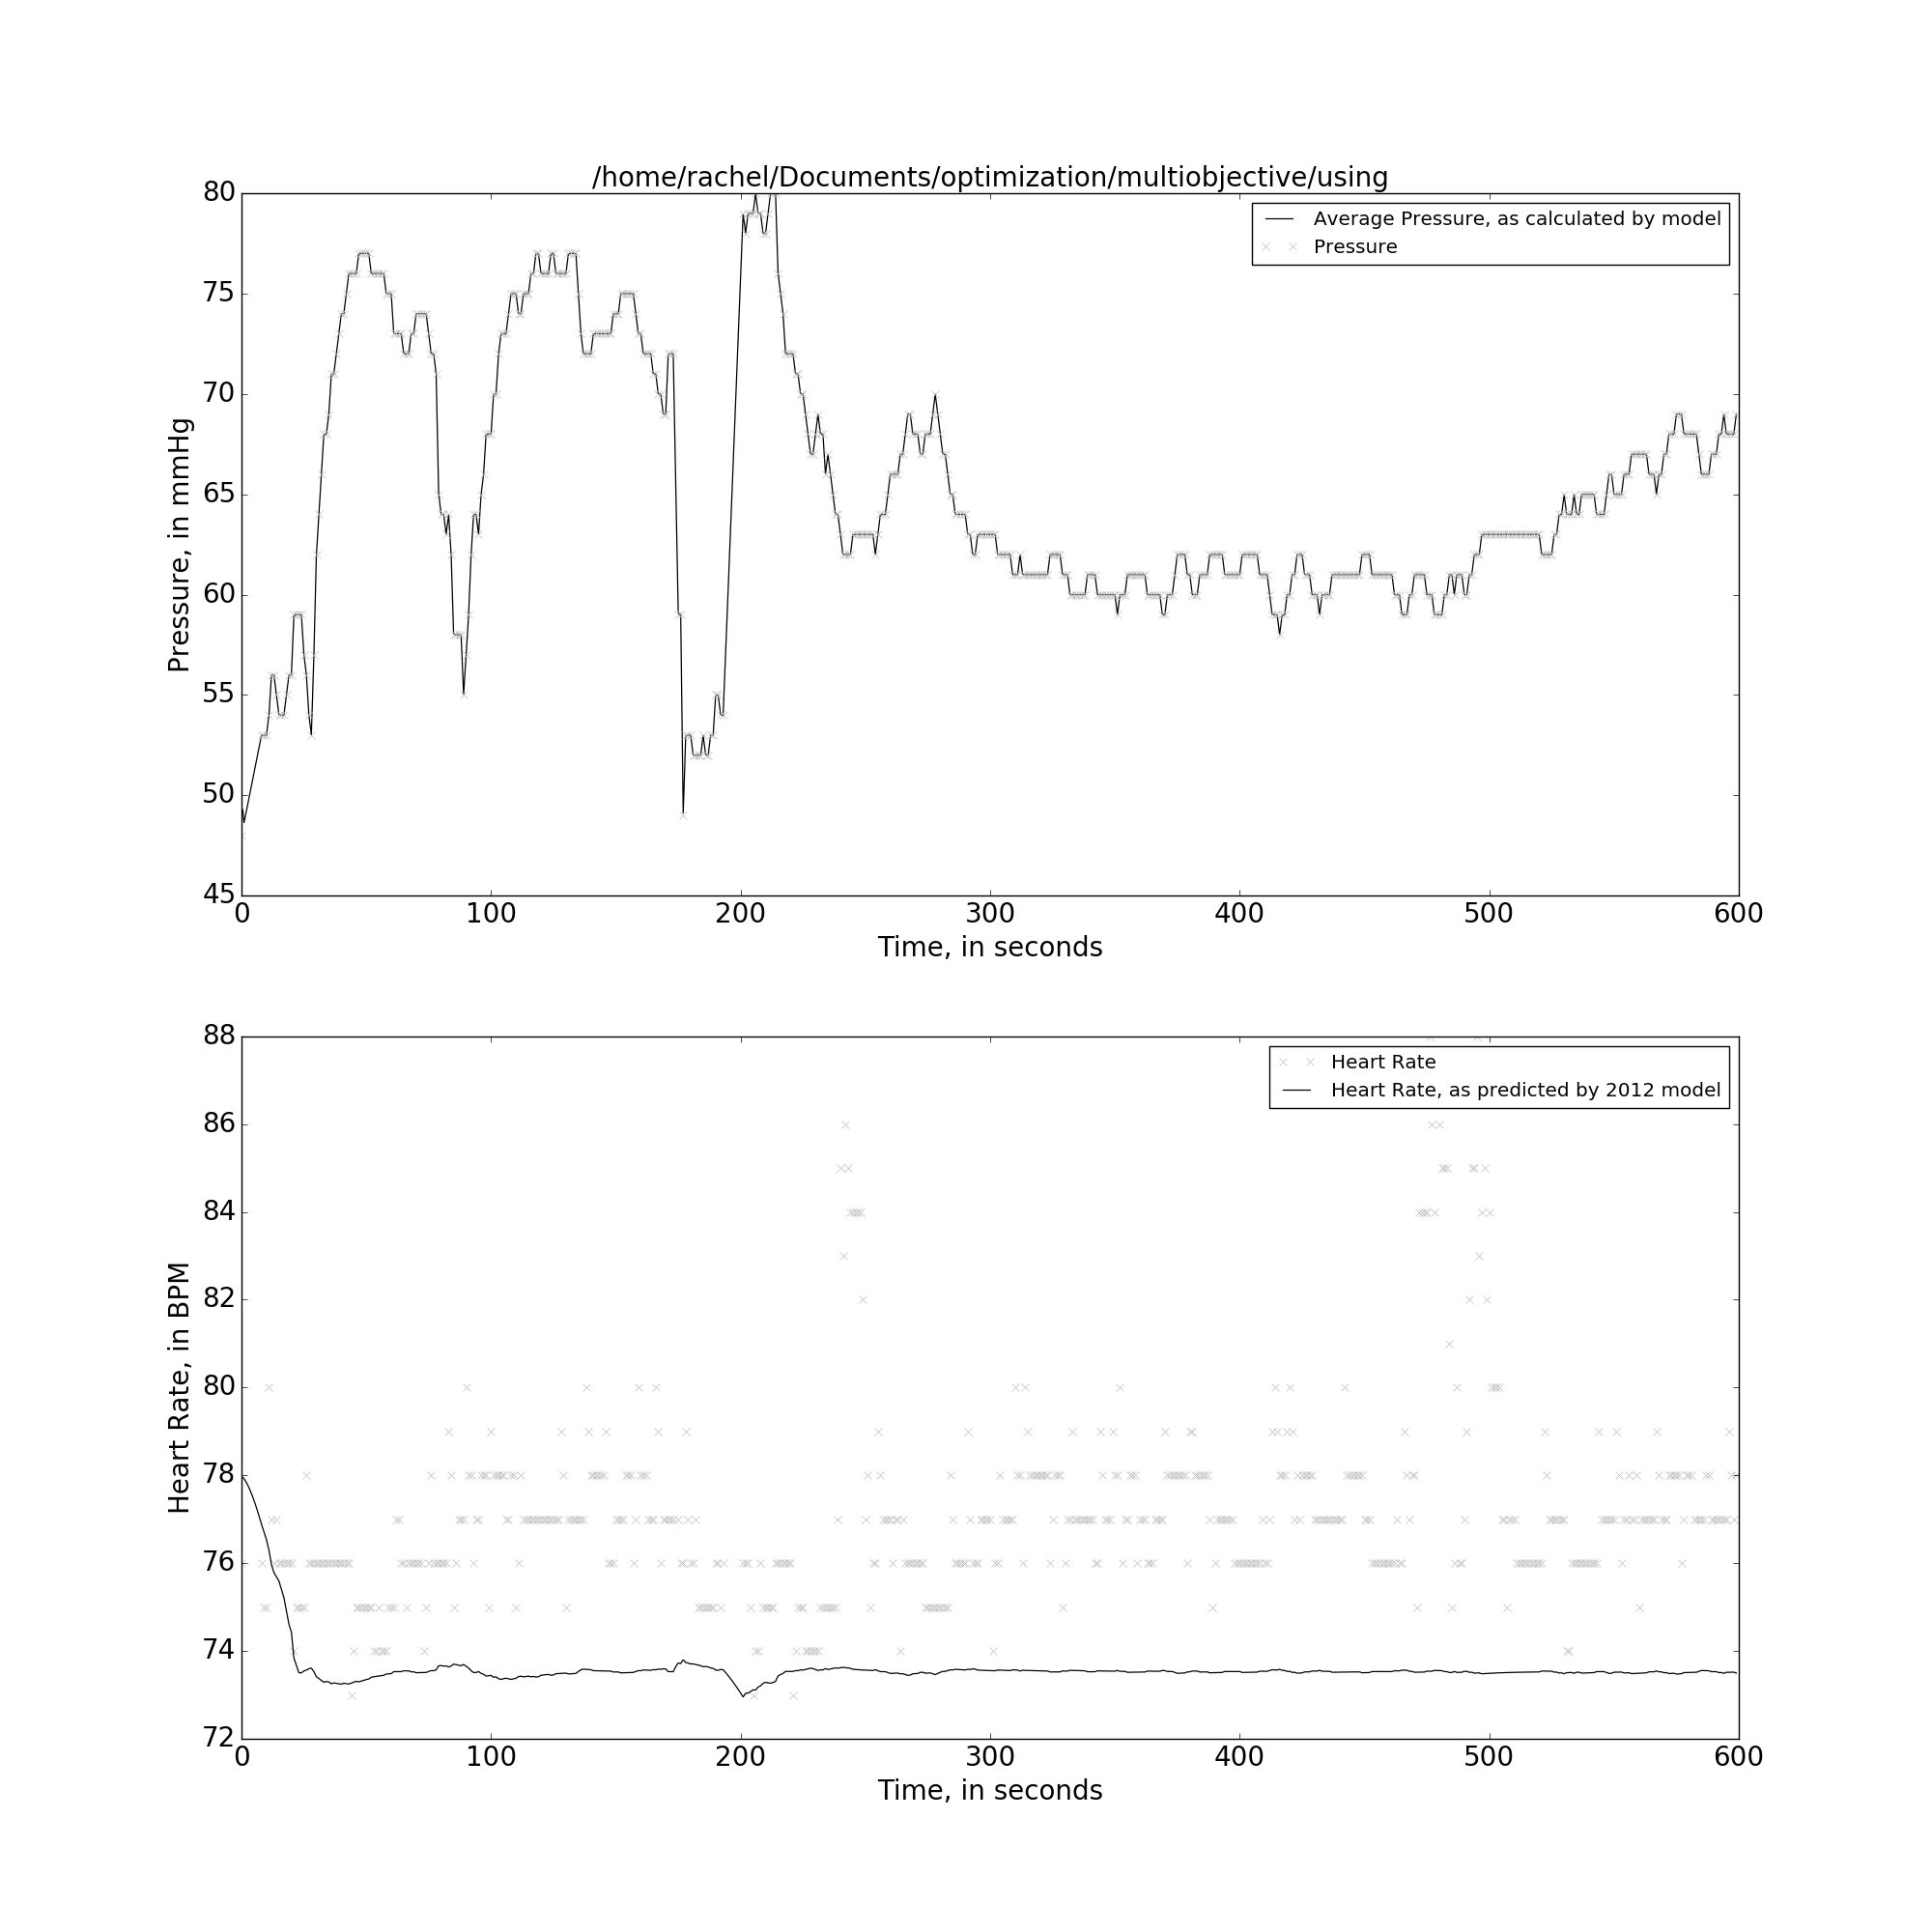 /home/rachel/Documents/optimization/multiobjective/using
80
75
70
65
60
55
50
45
Pressure, in mmHg
Average Pressure, as calculated by model
Pressure
0 100 200 300 400 500 600
Time, in seconds
88
86
84
82
80
78
76
74
72
Heart Rate, in BPM
Heart Rate
Heart Rate, as predicted by 2012 model
0 100 200 300 400 500 600
Time, in seconds